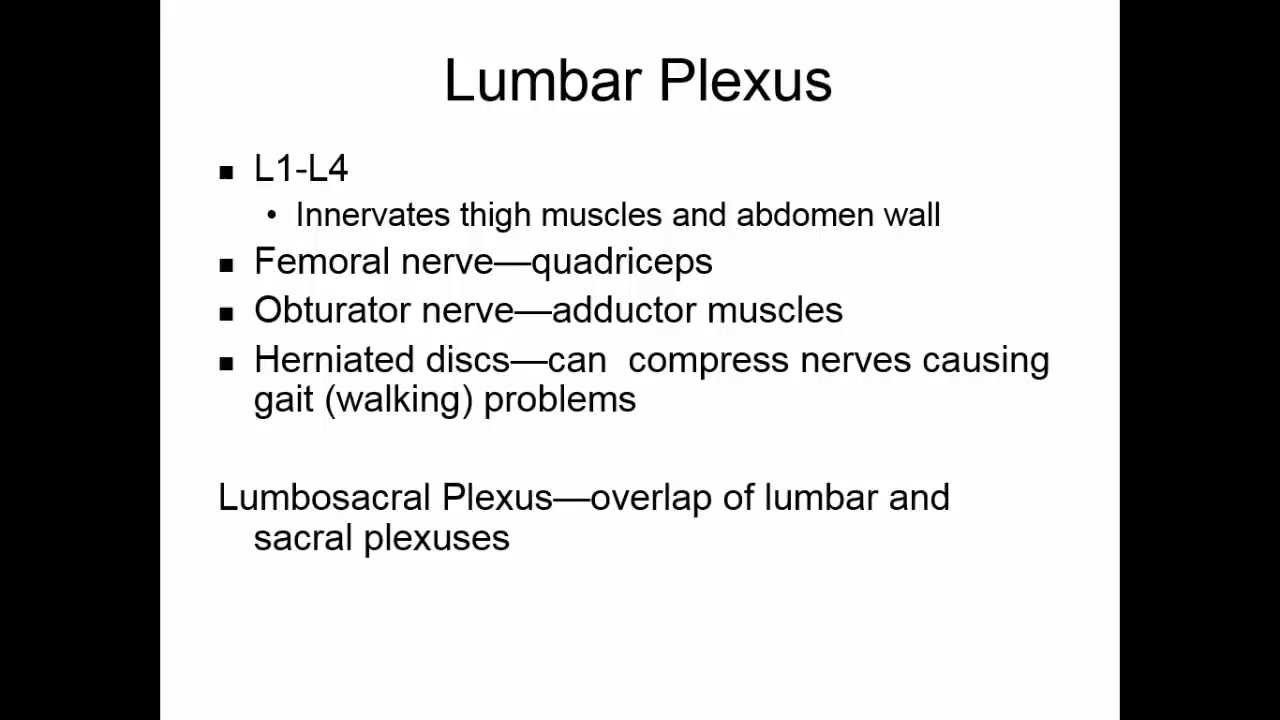 Lumbar Plexus
▪ L1-L4
• Innervates thigh muscles and abdomen wall
▪ Femoral nerve—quadriceps
▪ Obturator nerve—adductor muscles
▪ Herniated discs—can  compress nerves causing
gait (walking) problems
Lumbosacral Plexus—overlap of lumbar and
sacral plexuses